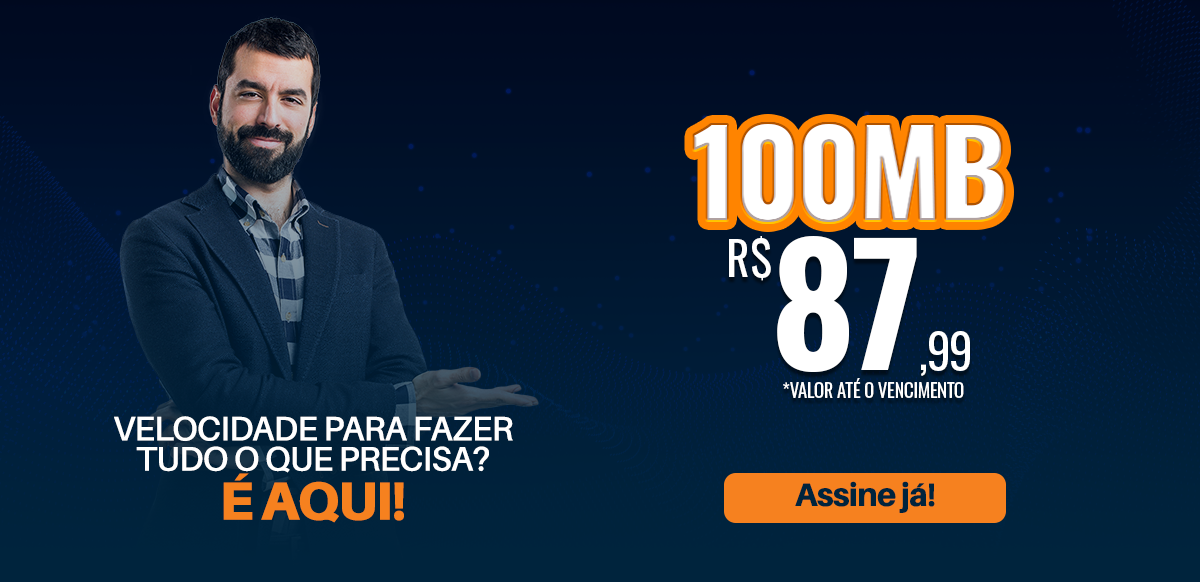 VELOCIDADE PARA FAZER
TUDO O QUE PRECISA?
É AQUI!
100MB
R$ 87,99
*VALOR ATÉ O VENCIMENTO
Assine já!